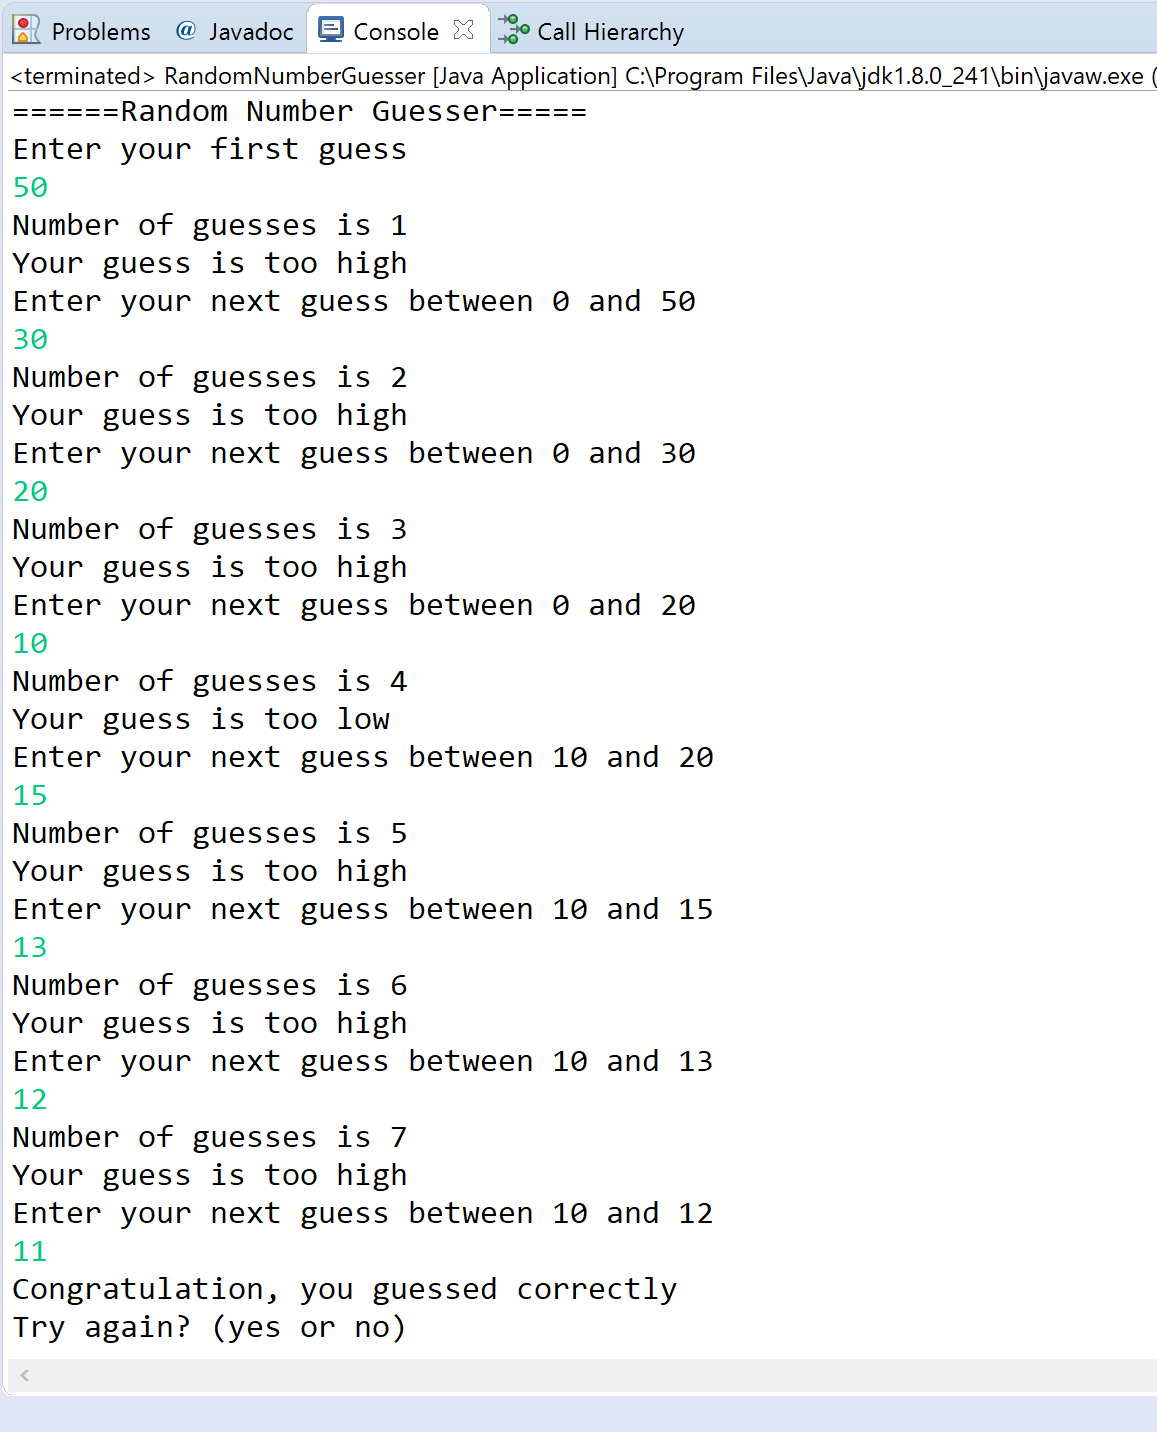 Problems @ Javadoc Console Call Hierarchy
<terminated> RandomNumberGuesser [Java Application] C:\Program Files\Java\jdk1.8.0_241\bin\javaw.exe (
======Random Number Guesser=====
Enter your first guess
50
Number of guesses is 1
Your guess is too high
Enter your next guess between 0 and 50
30
Number of guesses is 2
Your guess is too high
Enter your next guess between 0 and 30
20
Number of guesses is 3
Your guess is too high
Enter your next guess between 0 and 20
10
Number of guesses is 4
Your guess is too low
Enter your next guess between 10 and 20
15
Number of guesses is 5
Your guess is too high
Enter your next guess between 10 and 15
13
Number of guesses is 6
Your guess is too high
Enter your next guess between 10 and 13
12
Number of guesses is 7
Your guess is too high
Enter your next guess between 10 and 12
11
Congratulation, you guessed correctly
Try again? (yes or no)